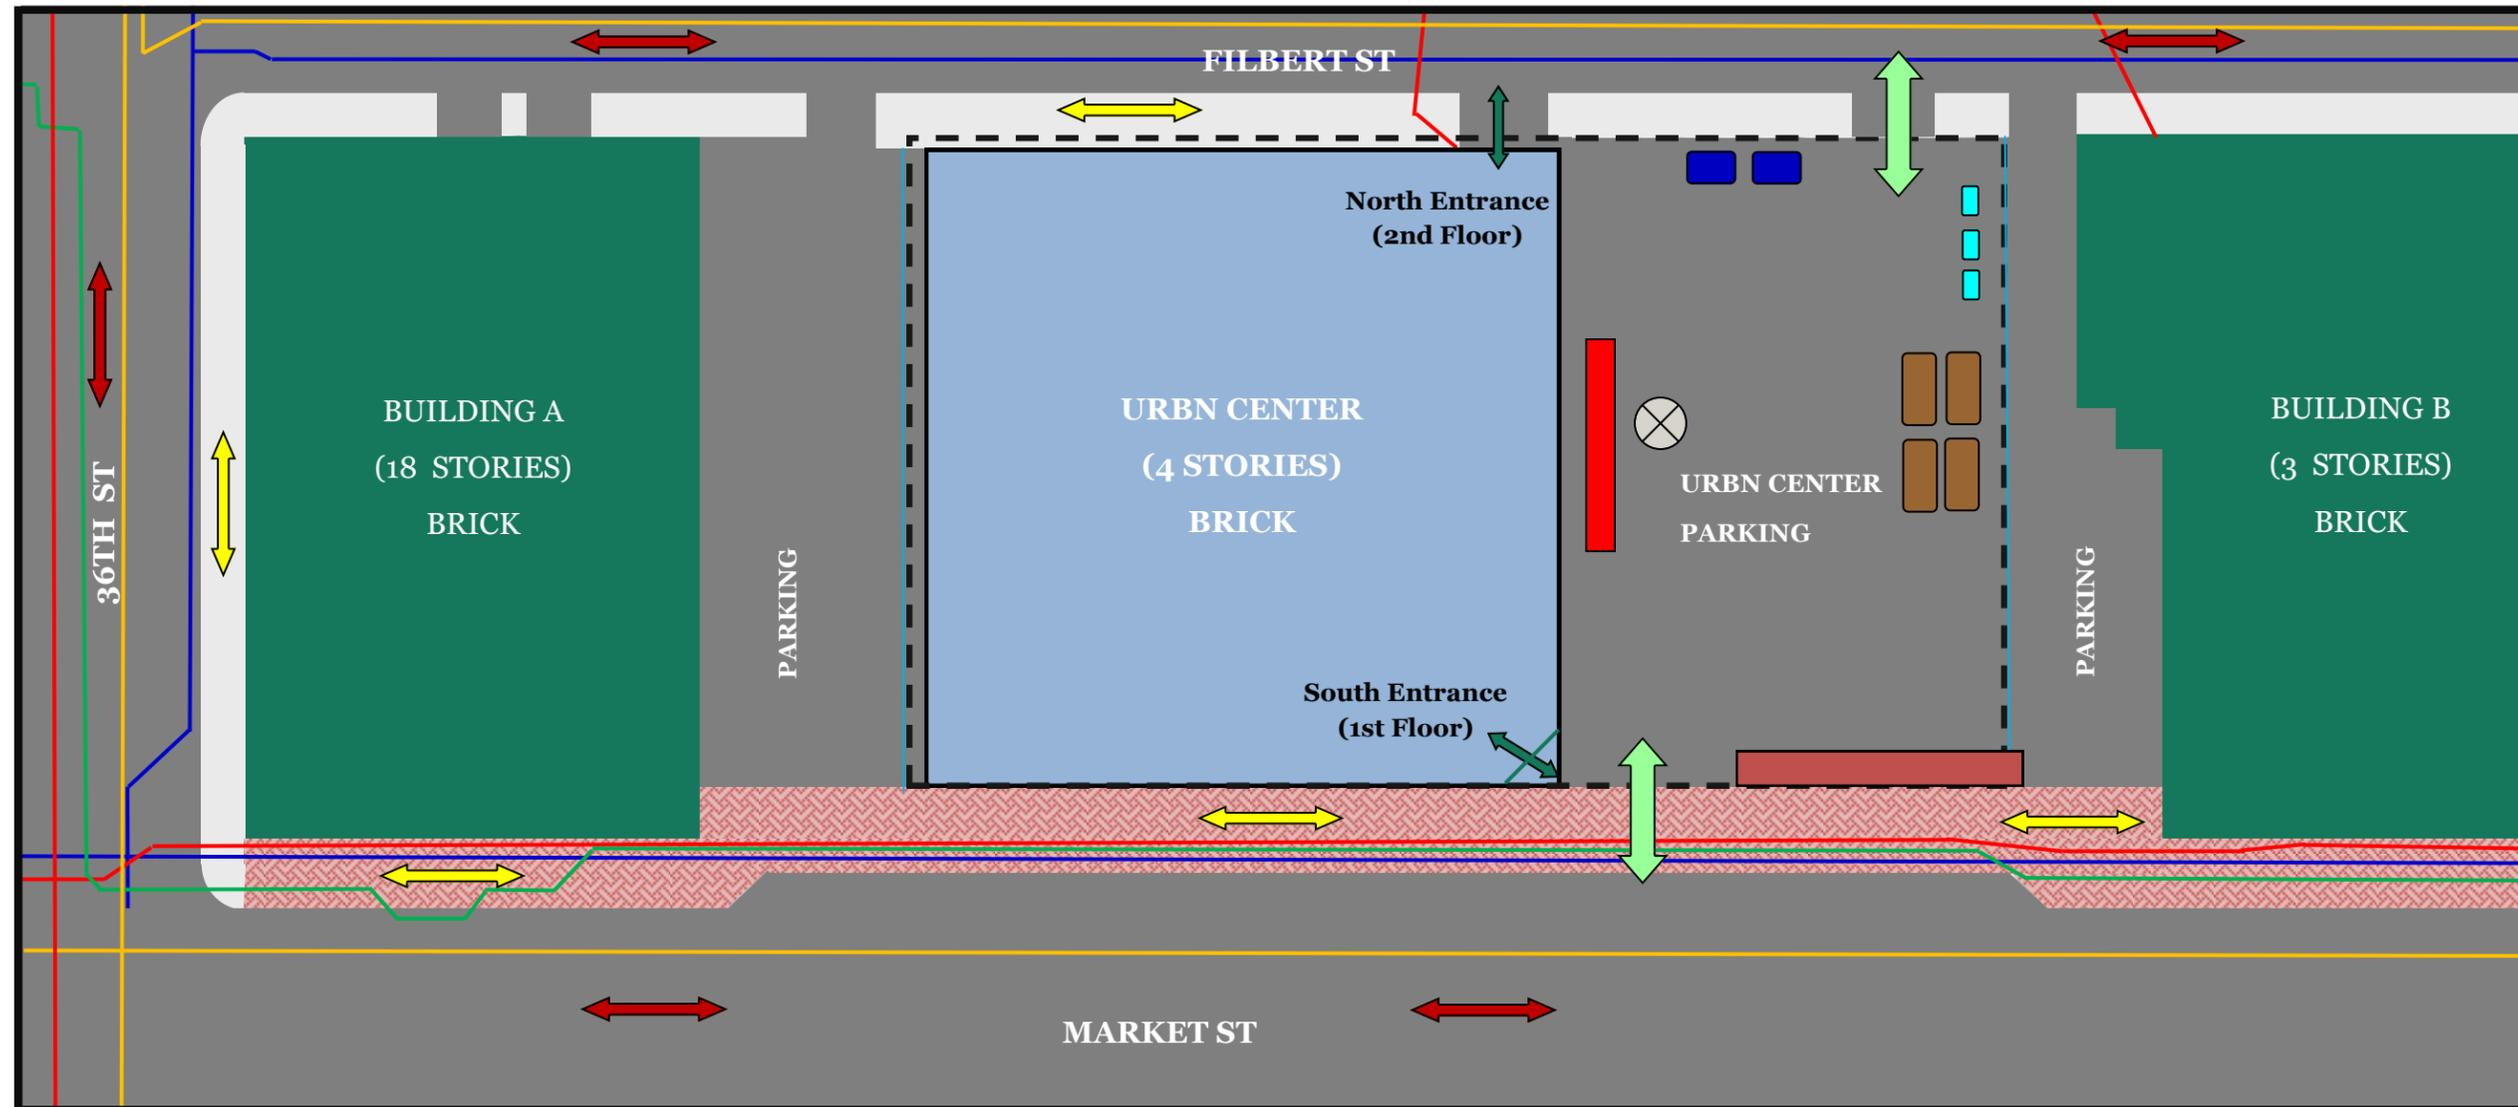 FILBERT ST
North Entrance
(2nd Floor)
36TH  ST
BUILDING A
(18  STORIES)
BRICK
PARKING
URBN CENTER
(4 STORIES)
BRICK
URBN CENTER
PARKING
South Entrance
(1st Floor)
PARKING
BUILDING B
(3  STORIES)
BRICK
MARKET ST